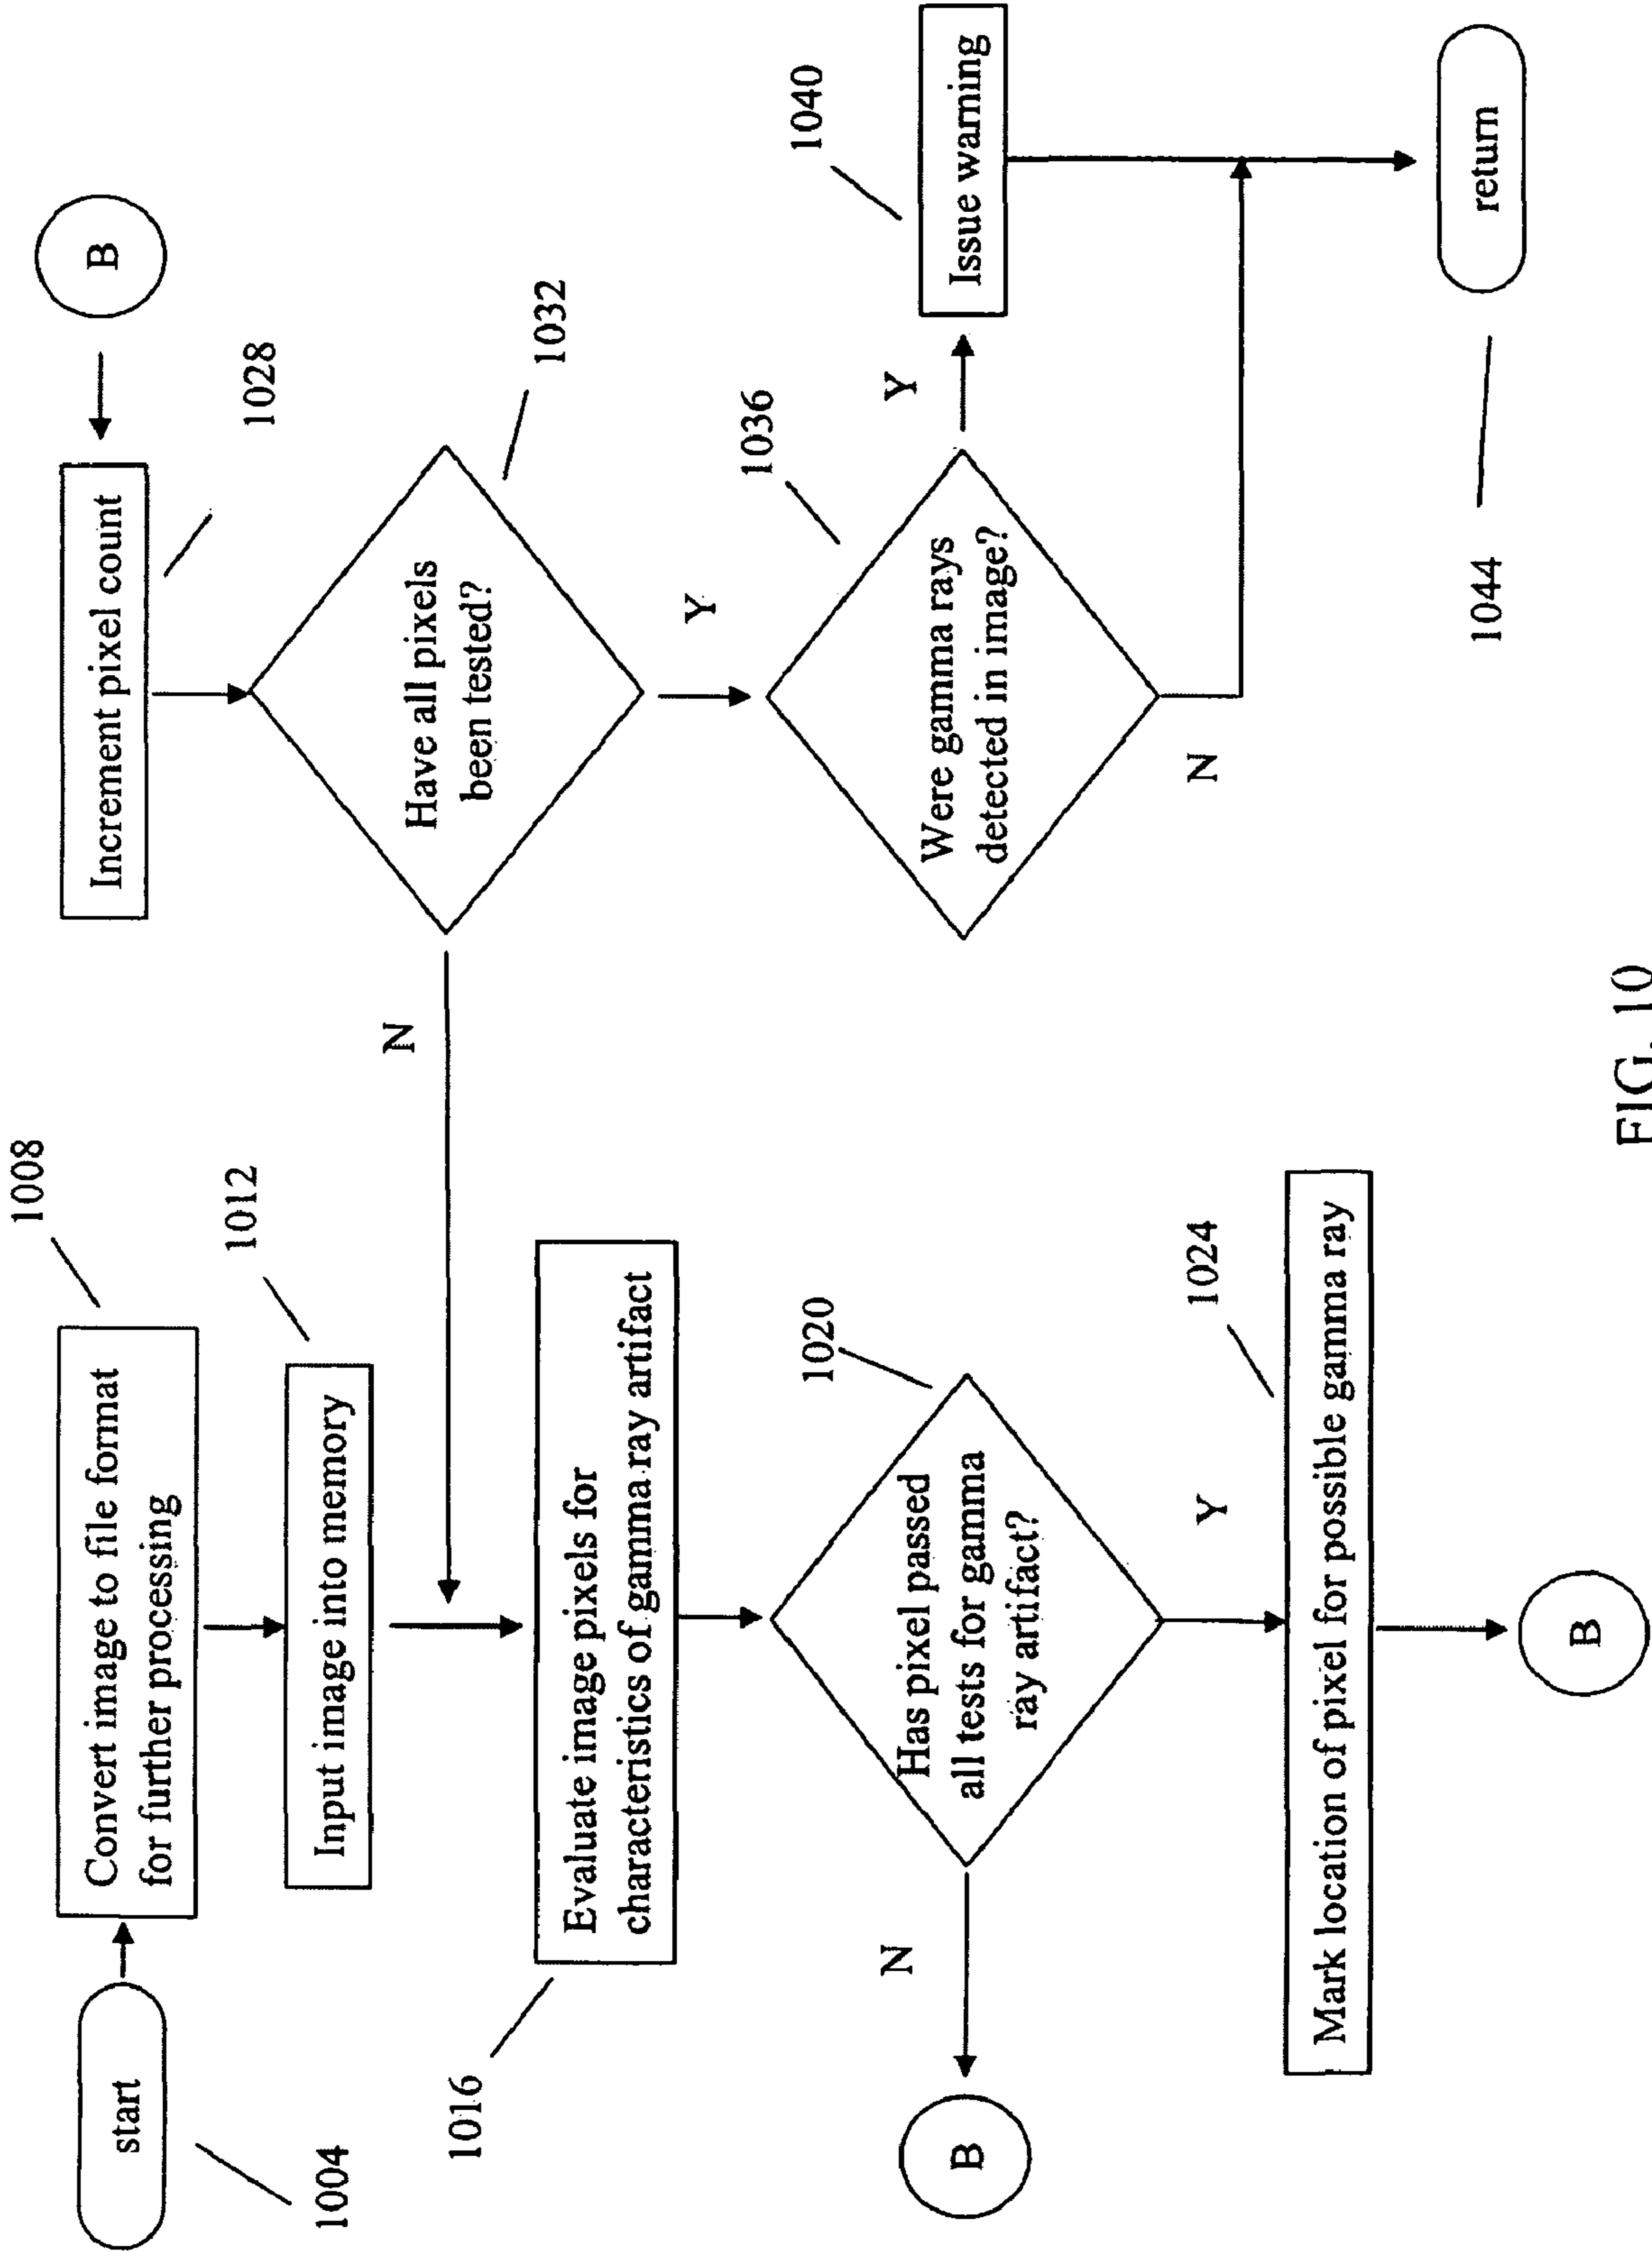 start
1004
Convert image to file format
for further processing
1008
Input image into memory
1012
Evaluate image pixels for
characteristics of gamma ray artifact
1016
Has pixel passed
all tests for gamma
ray artifact?
1020
N
B
Y
Mark location of pixel for possible gamma ray
1024
B
B
Increment pixel count
1028
Have all pixels
been tested?
1032
N
Y
Were gamma rays
detected in image?
1036
Y
N
Issue warning
1040
return
1044
FIG. 10